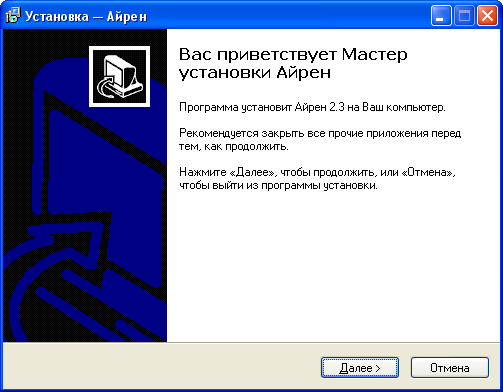 Установка — Айрен
Вас приветствует Мастер
установки Айрен
Программа установит Айрен 2.3 на Ваш компьютер.
Рекомендуется закрыть все прочие приложения перед
тем, как продолжить.
Нажмите «Далее», чтобы продолжить, или «Отмена»,
чтобы выйти из программы установки.
Далее >
Отмена